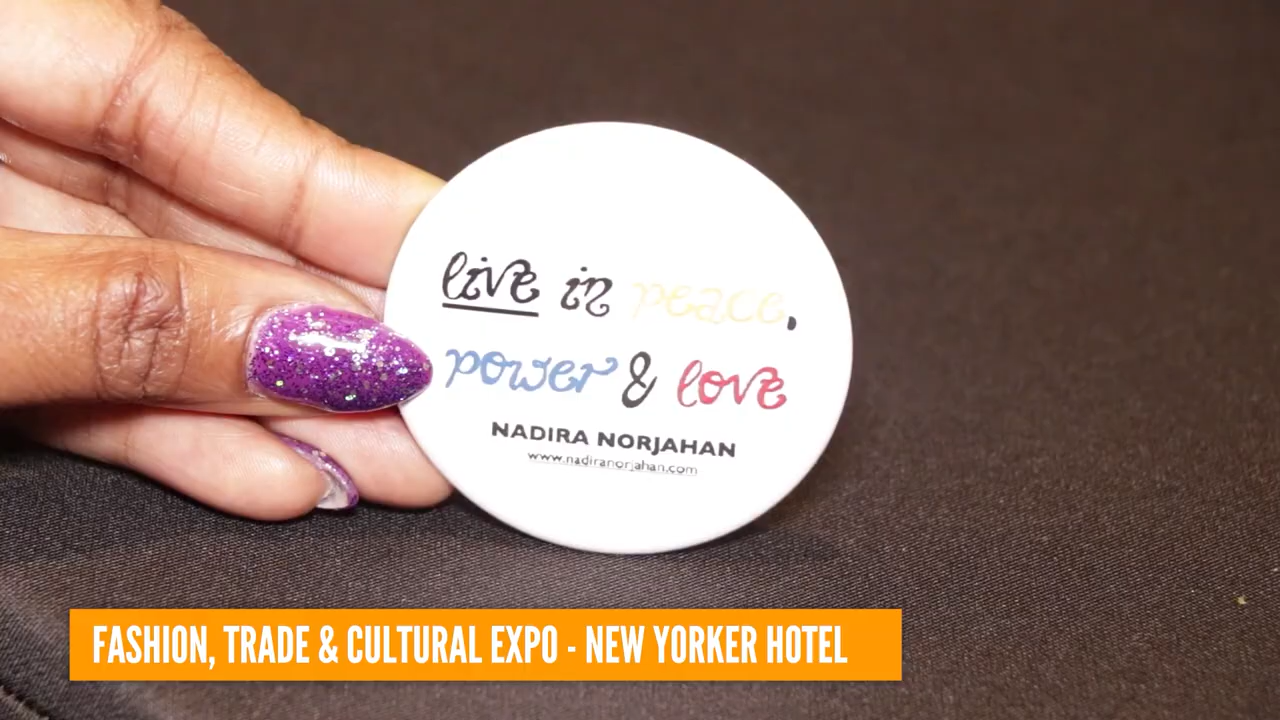 live in peace,
power & love
NADIRA NORJAHAN
www.nadiranorjahan.com
FASHION, TRADE & CULTURAL EXPO - NEW YORKER HOTEL